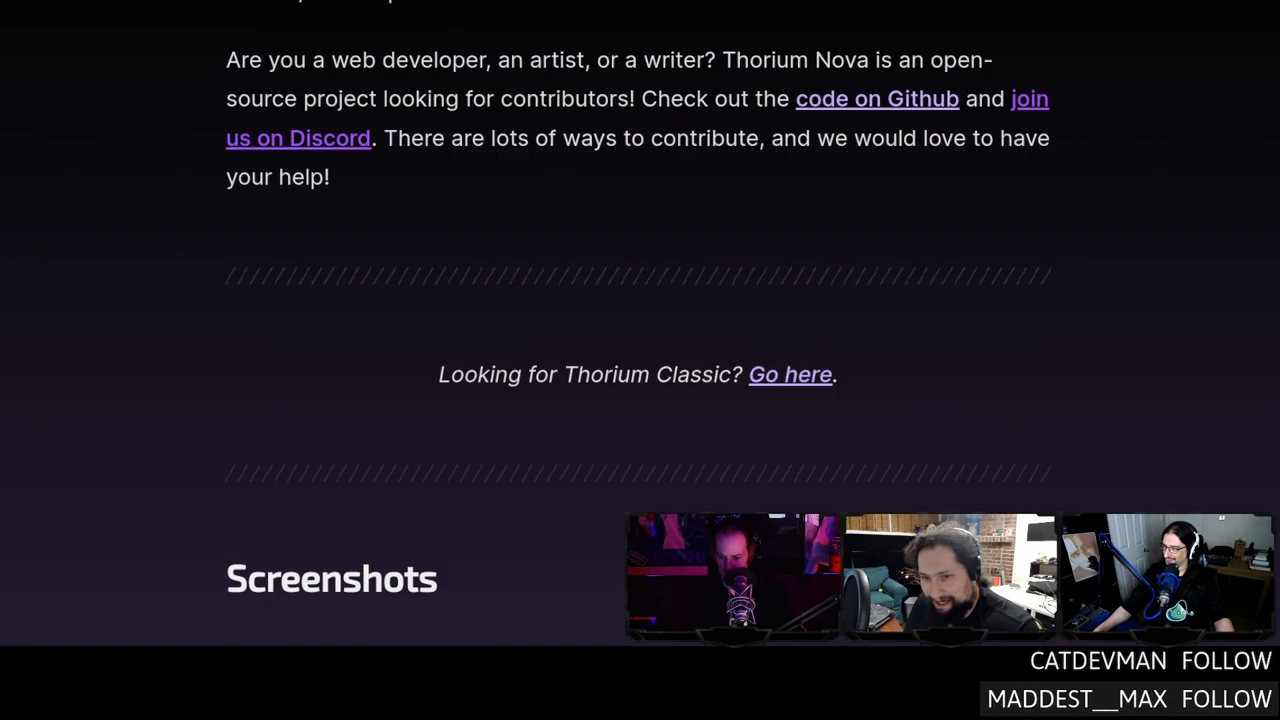 Are you a web developer, an artist, or a writer? Thorium Nova is an open-
source project looking for contributors! Check out the code on Github and join
us on Discord. There are lots of ways to contribute, and we would love to have
your help!
Looking for Thorium Classic? Go here.
Screenshots
CATDEVMAN FOLLOW
MADDEST__MAX FOLLOW